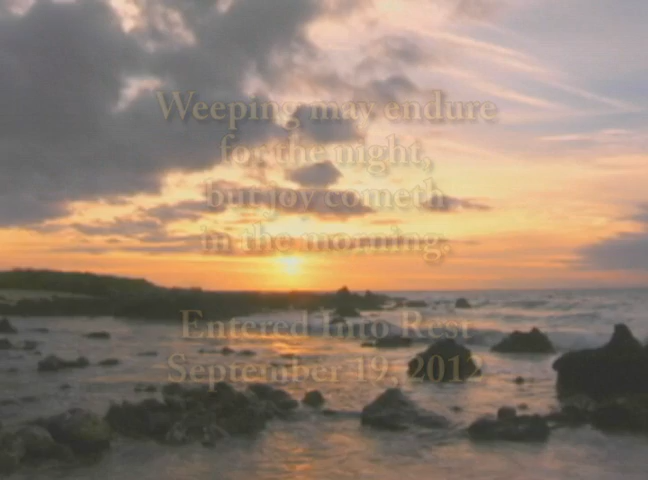 Weeping may endure
for the night,
but joy cometh
in the morning.
Entered Into Rest
September 19, 2012